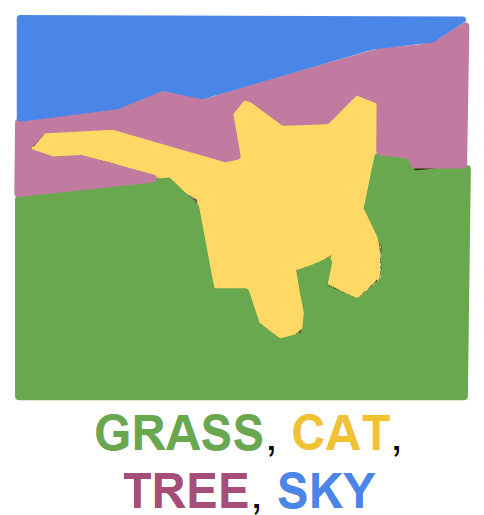 GRASS, CAT,
TREE, SKY